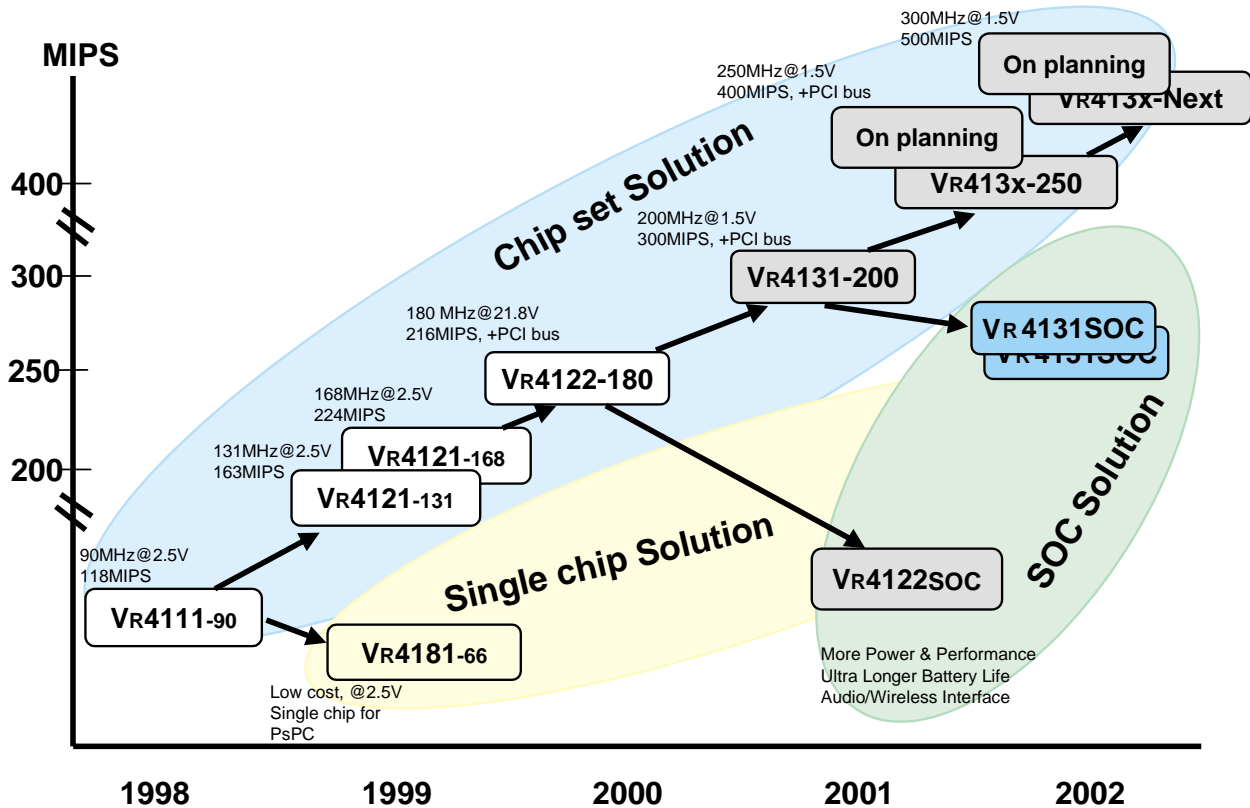 MIPS
300MHz@1.5V
500MIPS
On planning
VR413x-Next
250MHz@1.5V
400MIPS, +PCI bus
On planning
VR413x-250
400
Chip set Solution
200MHz@1.5V
300MIPS, +PCI bus
VR4131-200
300
180 MHz@21.8V
216MIPS, +PCI bus
VR4122-180
VR 4131SOC
VR 4131SOC
250
168MHz@2.5V
224MIPS
VR4121-168
131MHz@2.5V
163MIPS
VR4121-131
200
SOC Solution
Single chip Solution
90MHz@2.5V
118MIPS
VR4111-90
VR4122SOC
VR4181-66
Low cost, @2.5V
Single chip for
PsPC
More Power & Performance
Ultra Longer Battery Life
Audio/Wireless Interface
1998
1999
2000
2001
2002